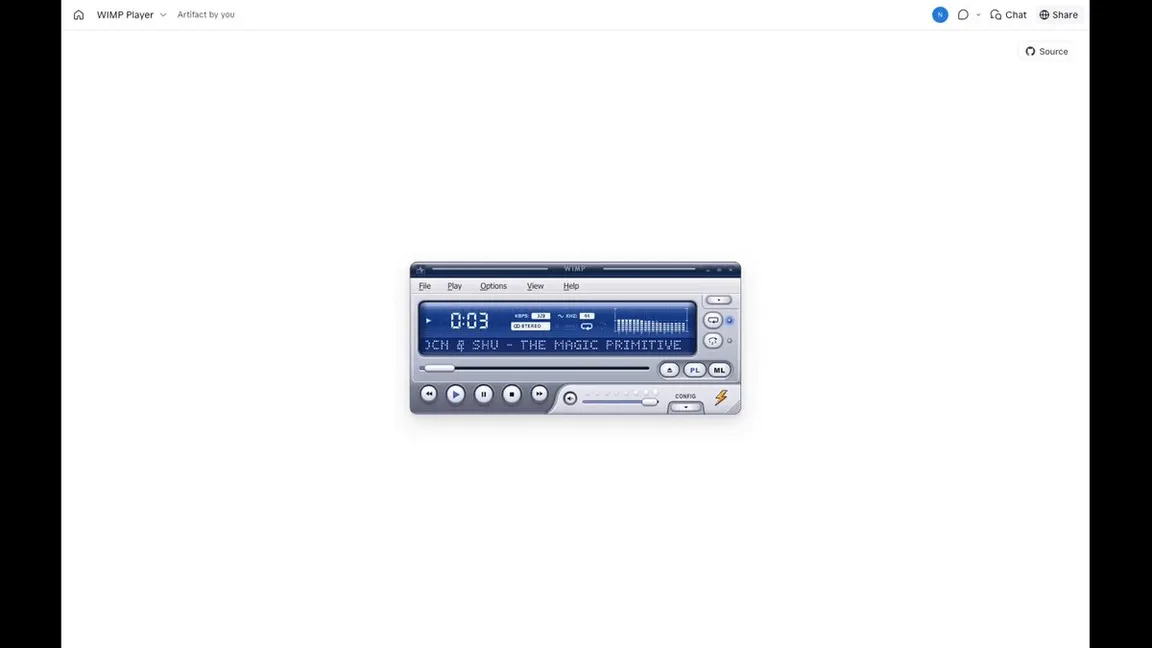 WIMP Player
Artifact by you
N
Chat
Share
Source
WIMP
File Play Options View Help
0:03
KBPS: 320
KHZ: 44
STEREO
& SHU - THE MAGIC PRIMITIVE
PL
ML
CONFIG